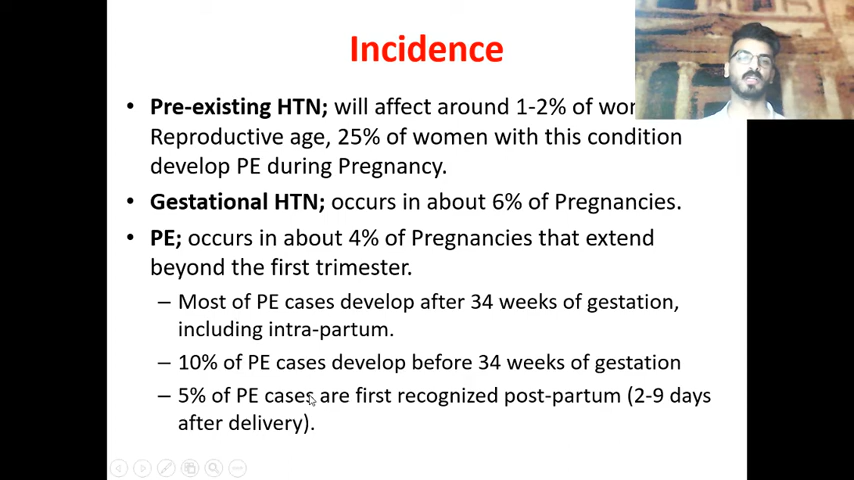 Incidence
• Pre-existing HTN; will affect around 1-2% of
Reproductive age, 25% of women with this condition
develop PE during Pregnancy.
• Gestational HTN; occurs in about 6% of Pregnancies.
• PE; occurs in about 4% of Pregnancies that extend
beyond the first trimester.
– Most of PE cases develop after 34 weeks of gestation,
including intra-partum.
– 10% of PE cases develop before 34 weeks of gestation
– 5% of PE cases are first recognized post-partum (2-9 days
after delivery).